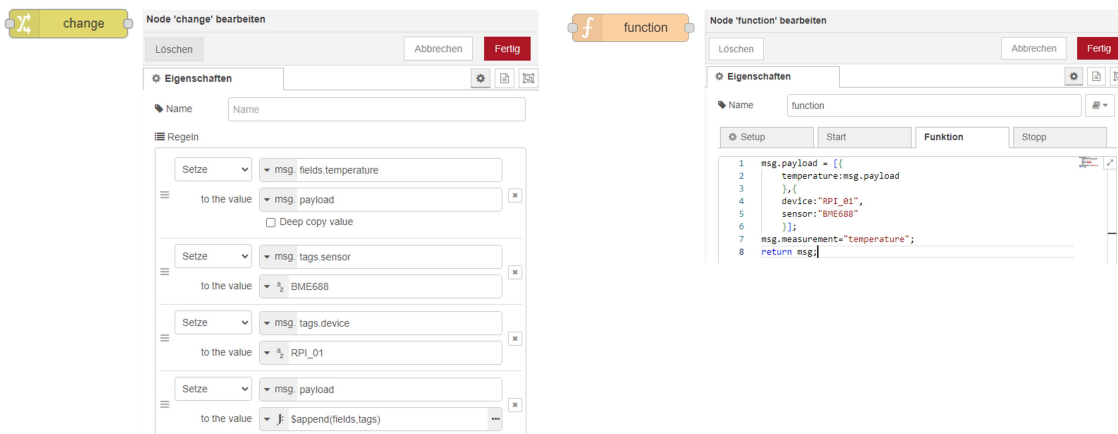 change
Node 'change' bearbeiten
Löschen
Abbrechen
Fertig
Eigenschaften
Name
Name
Regeln
Setze
msg. fields.temperature
to the value
msg. payload
Deep copy value
Setze
msg. tags.sensor
to the value
a z BME688
Setze
msg. tags.device
to the value
a z RPI_01
Setze
msg. payload
to the value
J: $append(fields,tags)
function
Node 'function' bearbeiten
Löschen
Abbrechen
Fertig
Eigenschaften
Name
function
Setup
Start
Funktion
Stopp
1 msg.payload = [{
2 temperature:msg.payload
3 },{
4 device:"RPI_01",
5 sensor:"BME688"
6 }];
7 msg.measurement="temperature";
8 return msg;